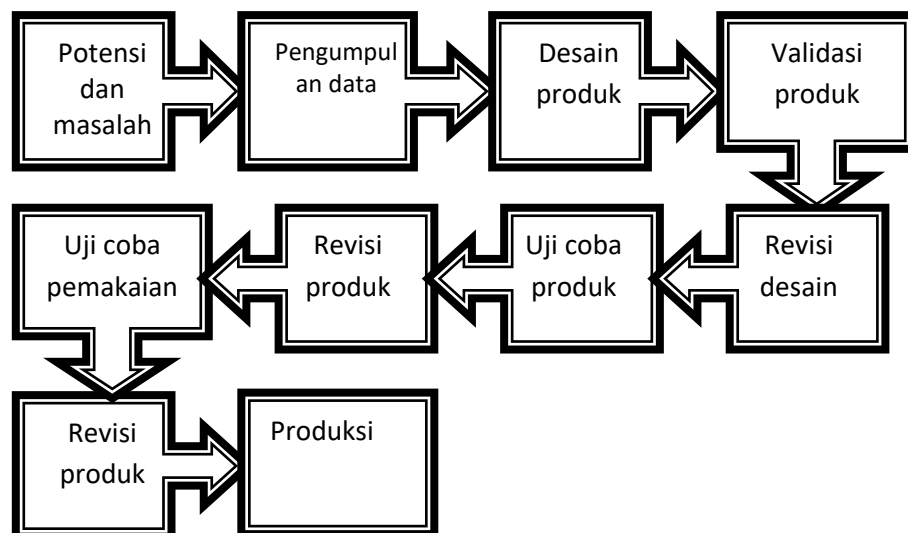 Potensi
dan
masalah
Pengumpul
an data
Desain
produk
Validasi
produk
Revisi
desain
Uji coba
produk
Revisi
produk
Uji coba
pemakaian
Revisi
produk
Produksi